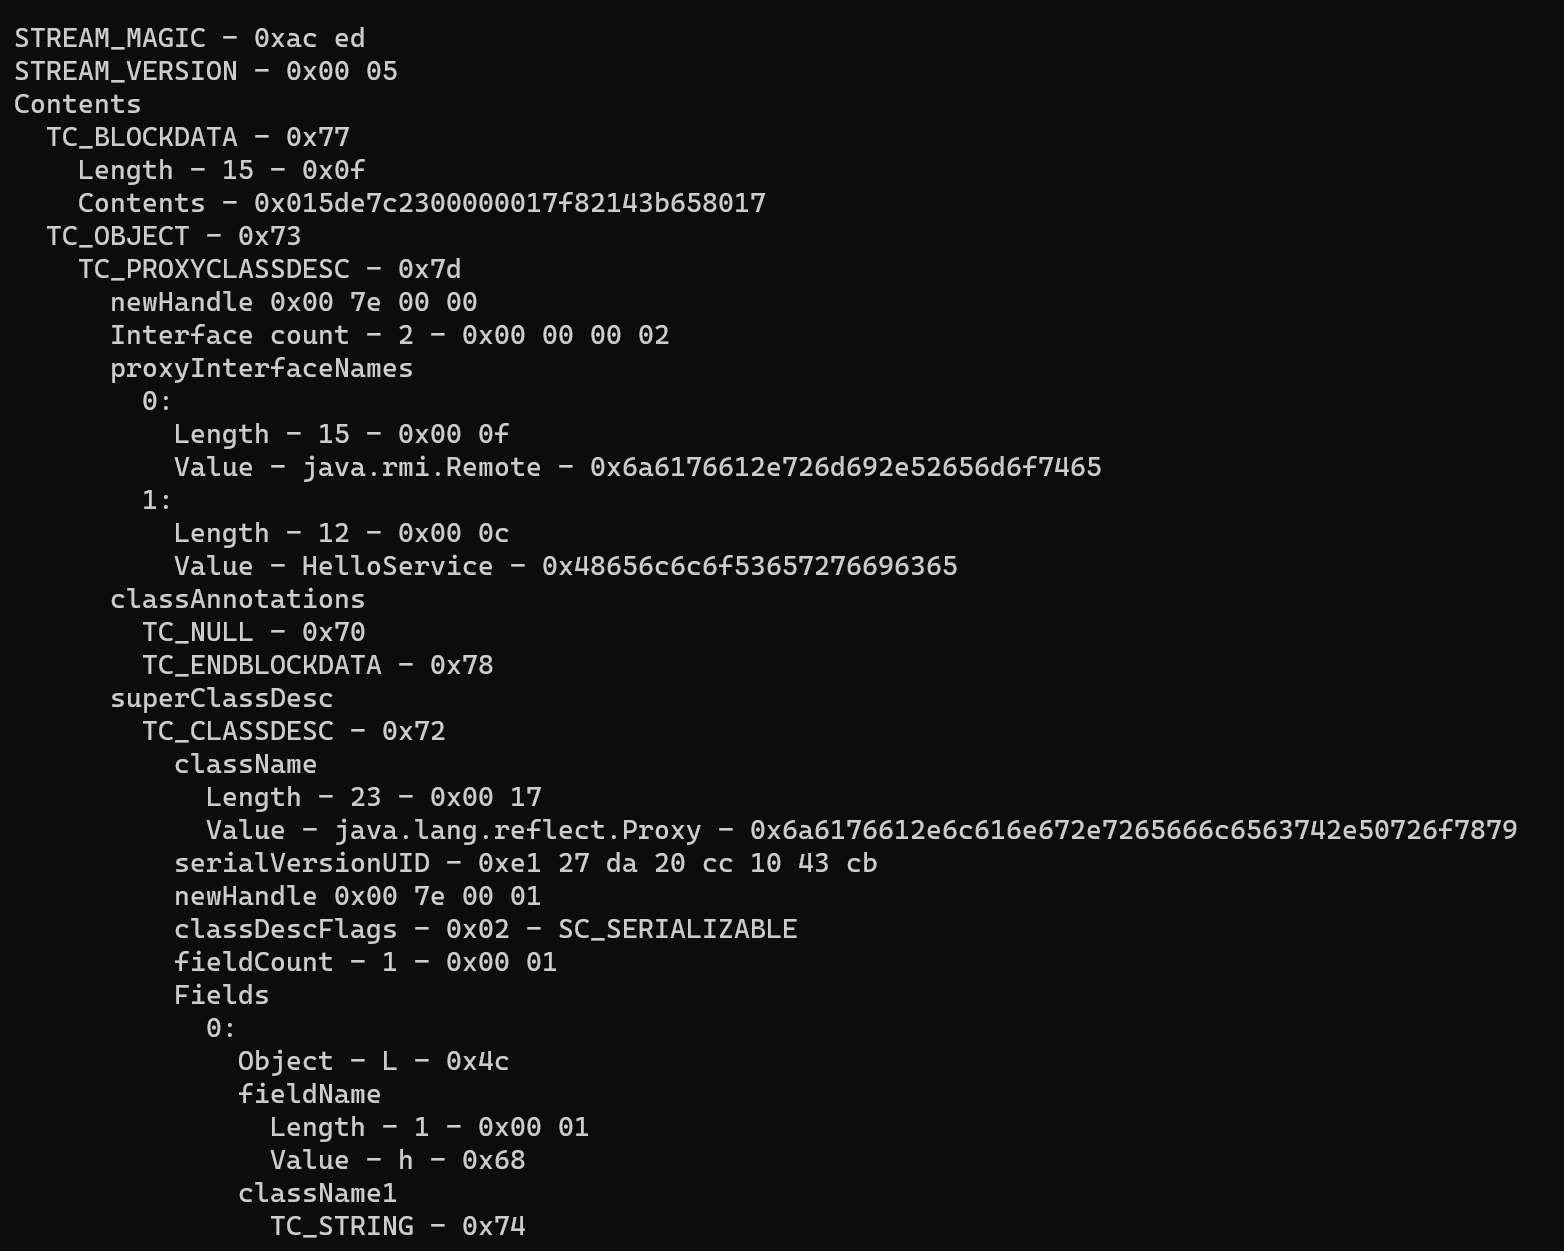 STREAM_MAGIC - 0xac ed
STREAM_VERSION - 0x00 05
Contents
TC_BLOCKDATA - 0x77
Length - 15 - 0x0f
Contents - 0x015de7c2300000017f82143b658017
TC_OBJECT - 0x73
TC_PROXYCLASSDESC - 0x7d
newHandle 0x00 7e 00 00
Interface count - 2 - 0x00 00 00 02
proxyInterfaceNames
0:
Length - 15 - 0x00 0f
Value - java.rmi.Remote - 0x6a6176612e726d692e52656d6f7465
1:
Length - 12 - 0x00 0c
Value - HelloService - 0x48656c6c6f53657276696365
classAnnotations
TC_NULL - 0x70
TC_ENDBLOCKDATA - 0x78
superClassDesc
TC_CLASSDESC - 0x72
className
Length - 23 - 0x00 17
Value - java.lang.reflect.Proxy - 0x6a6176612e6c616e672e7265666c6563742e50726f7879
serialVersionUID - 0xe1 27 da 20 cc 10 43 cb
newHandle 0x00 7e 00 01
classDescFlags - 0x02 - SC_SERIALIZABLE
fieldCount - 1 - 0x00 01
Fields
0:
Object - L - 0x4c
fieldName
Length - 1 - 0x00 01
Value - h - 0x68
className1
TC_STRING - 0x74